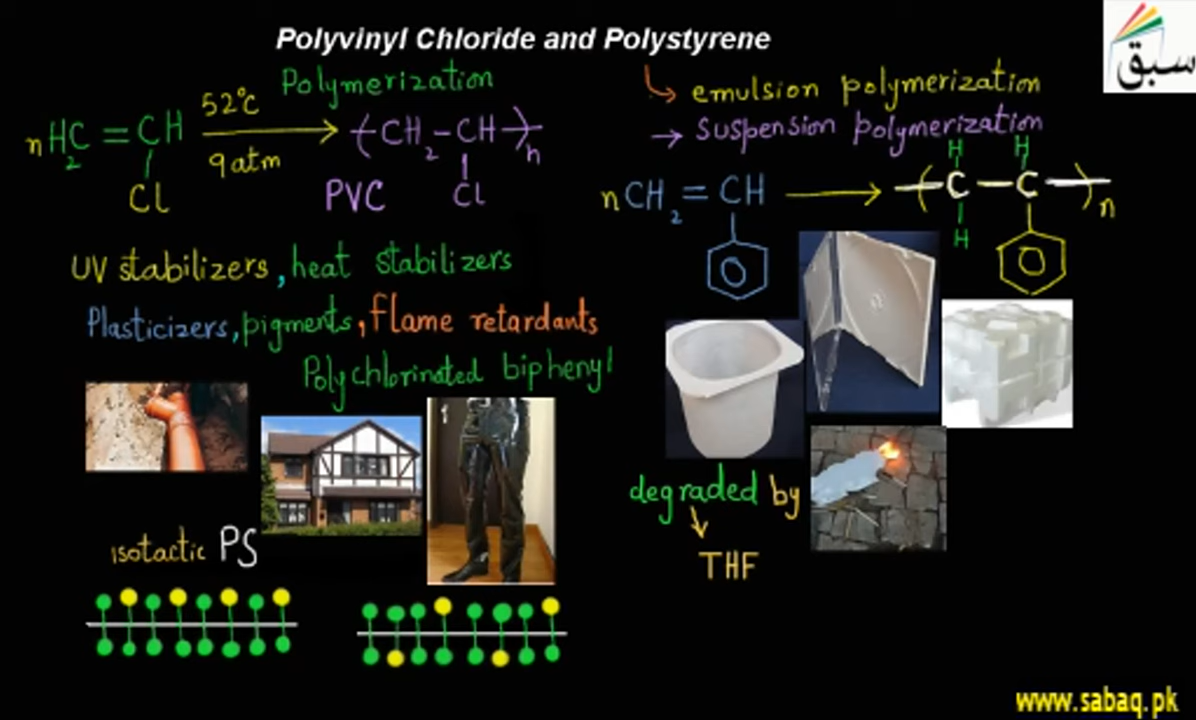 Polyvinyl Chloride and Polystyrene
سبق
Polymerization
nH₂C=CH
Cl
52°C
9atm
(CH₂-CH)n
Cl
PVC
UV stabilizers, heat stabilizers
Plasticizers, pigments, flame retardants
Polychlorinated biphenyl
isotactic PS
emulsion polymerization
suspension polymerization
nCH₂=CH
H H
(C-C)n
H
degraded by
THF
www.sabaq.pk